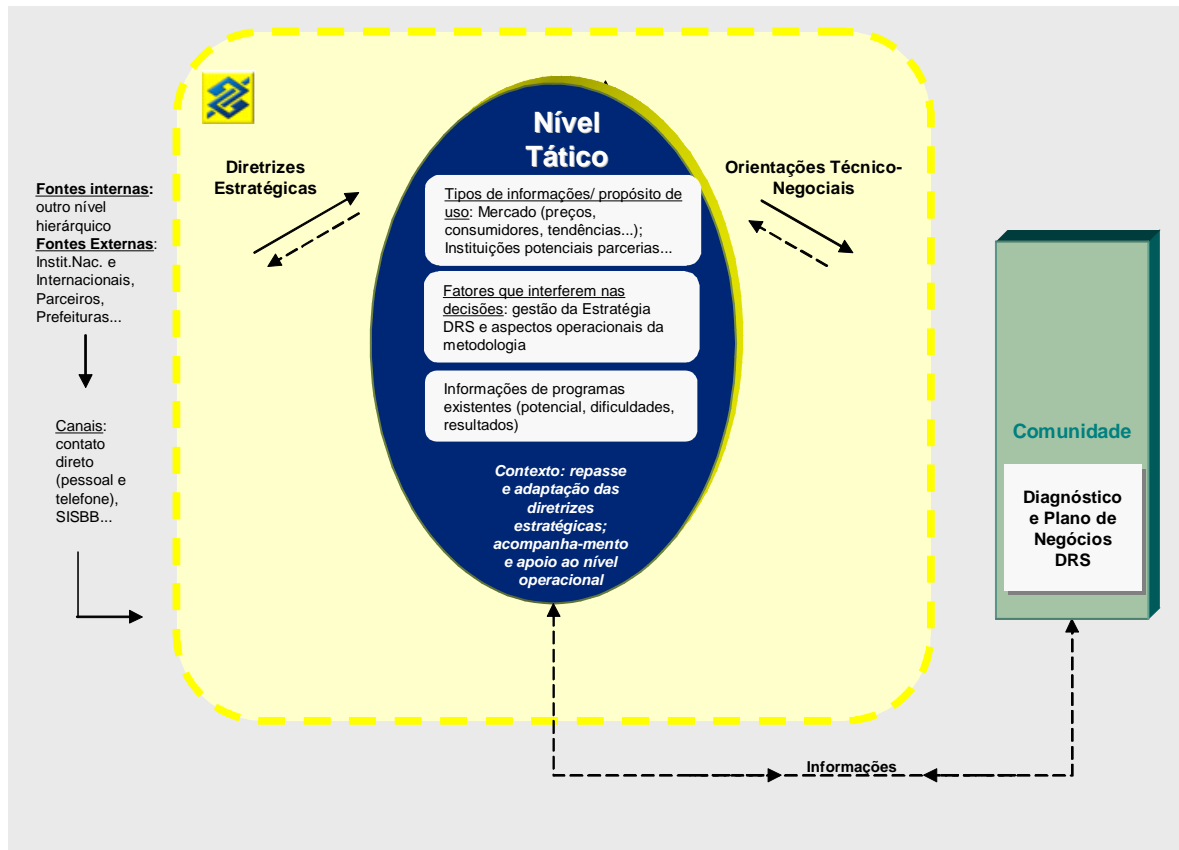 Fontes internas:
outro nível
hierárquico
Fontes Externas:
Instit.Nac. e
Internacionais,
Parceiros,
Prefeituras...
Canais:
contato
direto
(pessoal e
telefone),
SISBB...
Diretrizes
Estratégicas
Nível
Tático
Tipos de informações/ propósito de
uso: Mercado (preços,
consumidores, tendências...);
Instituições potenciais parcerias...
Fatores que interferem nas
decisões: gestão da Estratégia
DRS e aspectos operacionais da
metodologia
Informações de programas
existentes (potencial, dificuldades,
resultados)
Contexto: repasse
e adaptação das
diretrizes
estratégicas;
acompanha-mento
e apoio ao nível
operacional
Orientações Técnico-
Negociais
Comunidade
Diagnóstico
e Plano de
Negócios
DRS
Informações